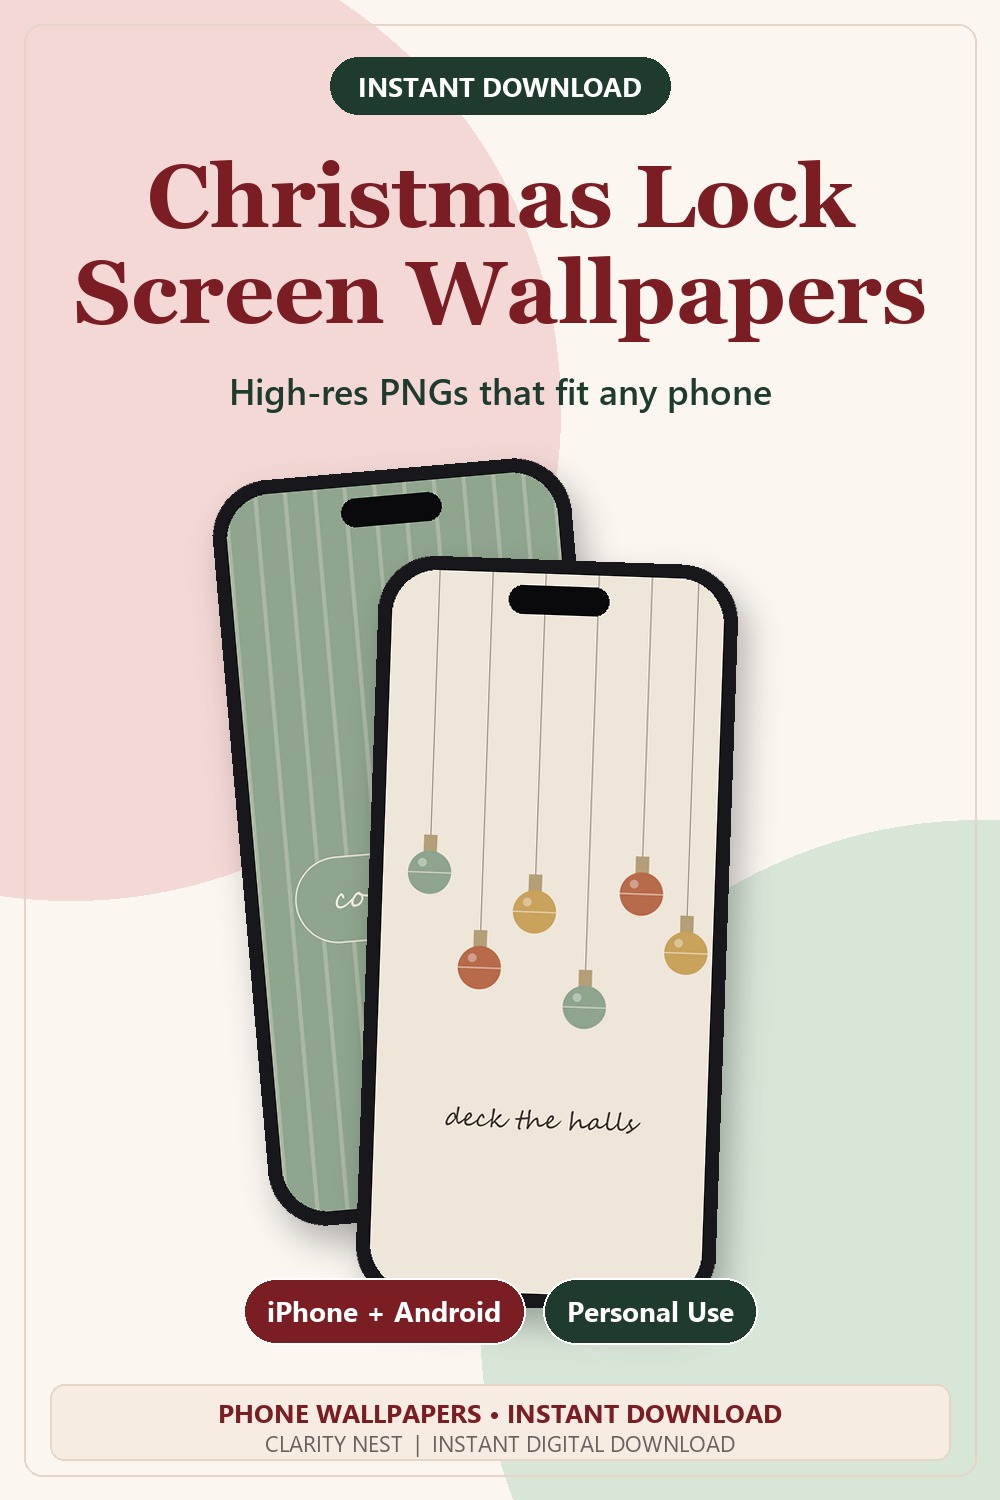 INSTANT DOWNLOAD
Christmas Lock
Screen Wallpapers
High-res PNGs that fit any phone
co
deck the halls
iPhone + Android
Personal Use
PHONE WALLPAPERS • INSTANT DOWNLOAD
CLARITY NEST | INSTANT DIGITAL DOWNLOAD